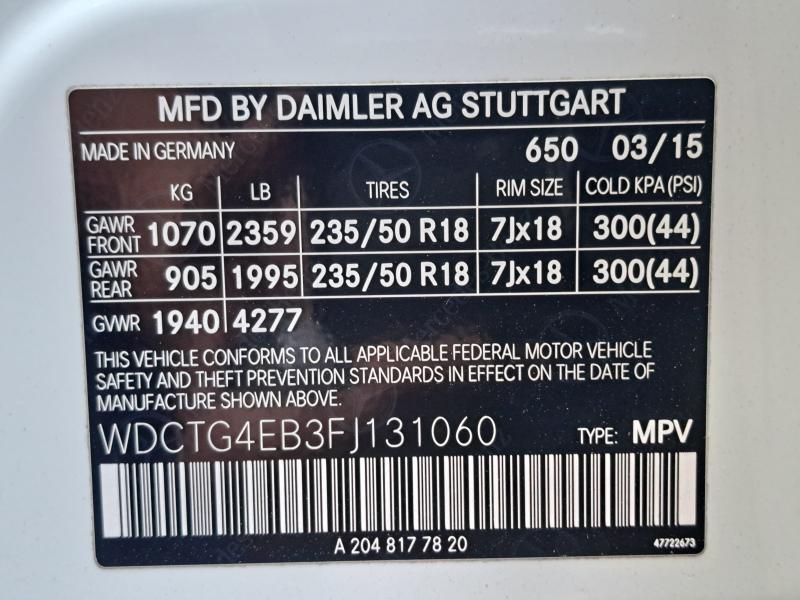 MFD BY DAIMLER AG STUTTGART
MADE IN GERMANY 650 03/15
KG LB TIRES RIM SIZE COLD KPA (PSI)
GAWR FRONT 1070 2359 235/50 R18 7Jx18 300(44)
GAWR REAR 905 1995 235/50 R18 7Jx18 300(44)
GVWR 1940 4277
THIS VEHICLE CONFORMS TO ALL APPLICABLE FEDERAL MOTOR VEHICLE
SAFETY AND THEFT PREVENTION STANDARDS IN EFFECT ON THE DATE OF
MANUFACTURE SHOWN ABOVE.
WDCTG4EB3FJ131060 TYPE: MPV
A 204 817 78 20 47722673